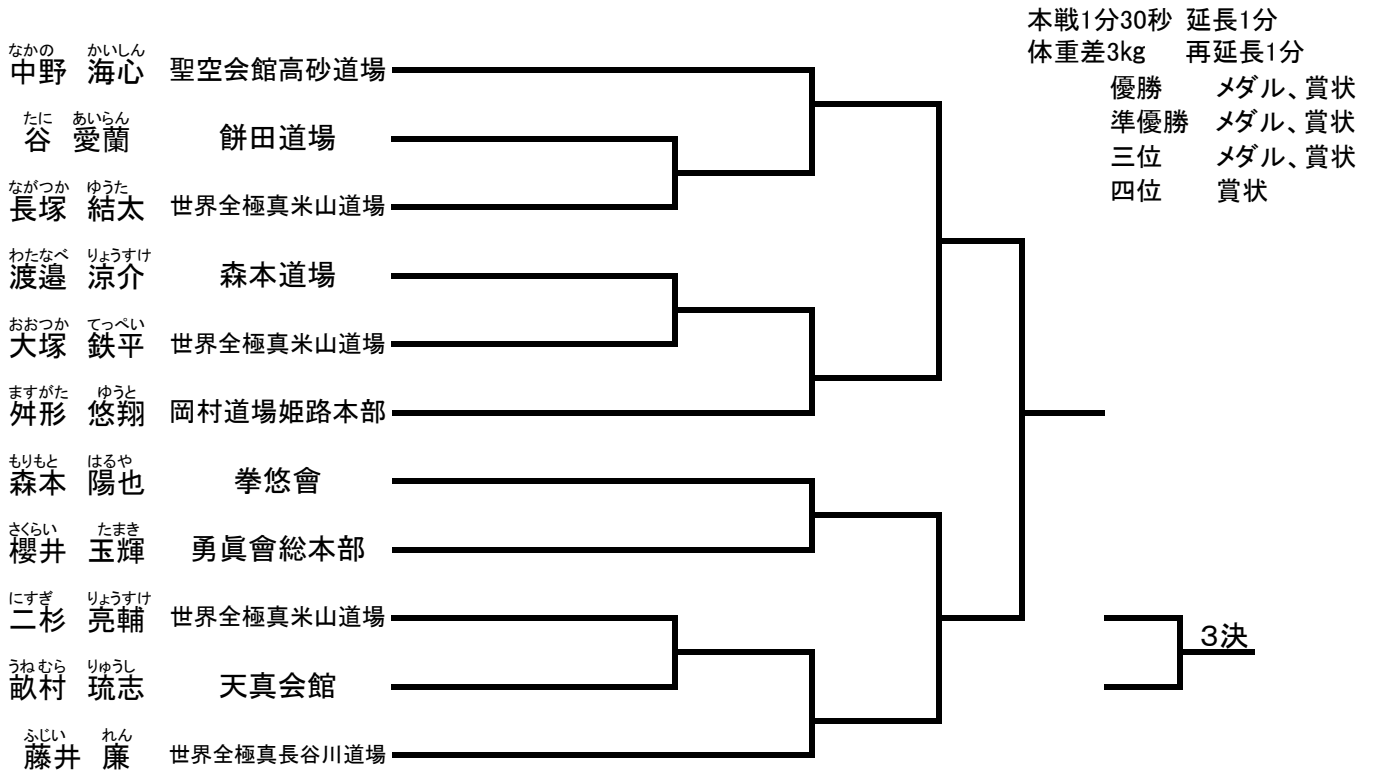 本戦1分30秒 延長1分
体重差3kg 再延長1分
優勝 メダル、賞状
準優勝 メダル、賞状
三位 メダル、賞状
四位 賞状
なかの かいしん
中野 海心 聖空会館高砂道場
たに あいらん
谷 愛蘭 餅田道場
ながつか ゆうた
長塚 結太 世界全極真米山道場
わたなべ りょうすけ
渡邉 涼介 森本道場
おおつか てっぺい
大塚 鉄平 世界全極真米山道場
ますがた ゆうと
舛形 悠翔 岡村道場姫路本部
もりもと はるや
森本 陽也 拳悠會
さくらい たまき
櫻井 玉輝 勇眞會総本部
にすぎ りょうすけ
二杉 亮輔 世界全極真米山道場
うねむら りゅうし
畝村 琉志 天真会館
3決
ふじい れん
藤井 廉 世界全極真長谷川道場